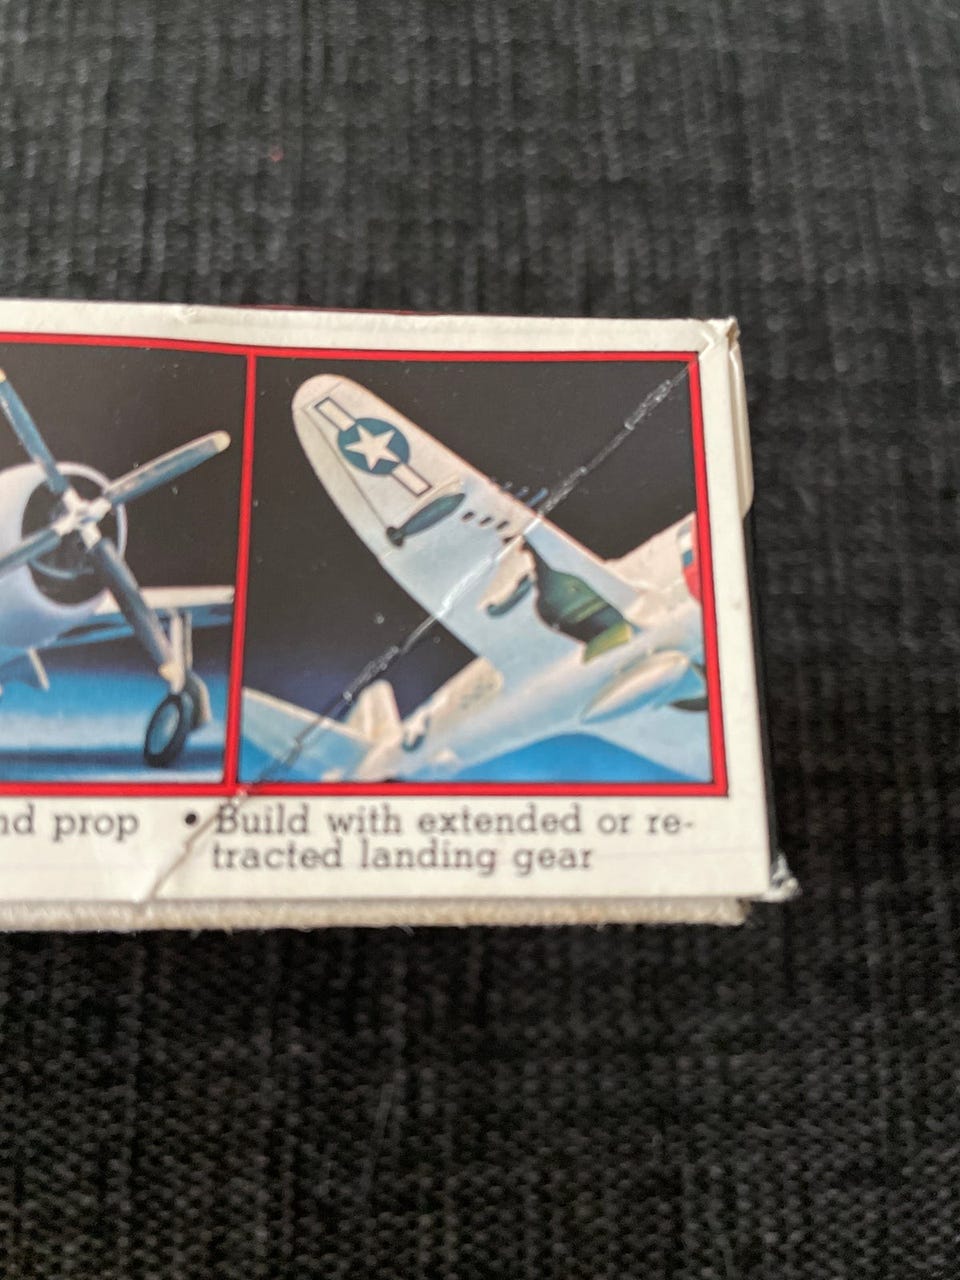 nd prop
• Build with extended or re-
tracted landing gear